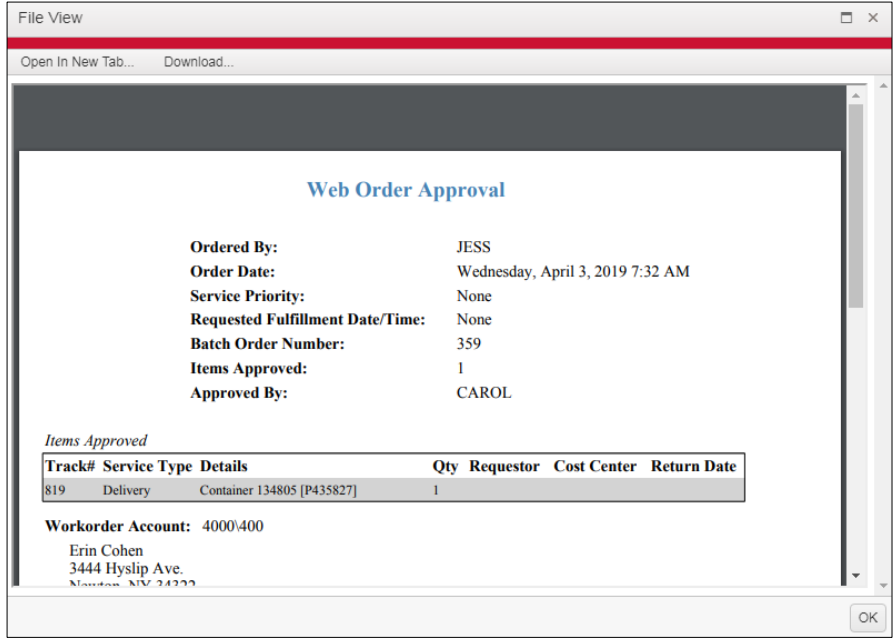 File View
Open In New Tab... Download...
Web Order Approval
Ordered By: JESS
Order Date: Wednesday, April 3, 2019 7:32 AM
Service Priority: None
Requested Fulfillment Date/Time: None
Batch Order Number: 359
Items Approved: 1
Approved By: CAROL
Items Approved
Track# Service Type Details Qty Requestor Cost Center Return Date
819 Delivery Container 134805 [P435827] 1
Workorder Account: 4000\400
Erin Cohen
3444 Hyslip Ave.
Newton, NY 34322
OK